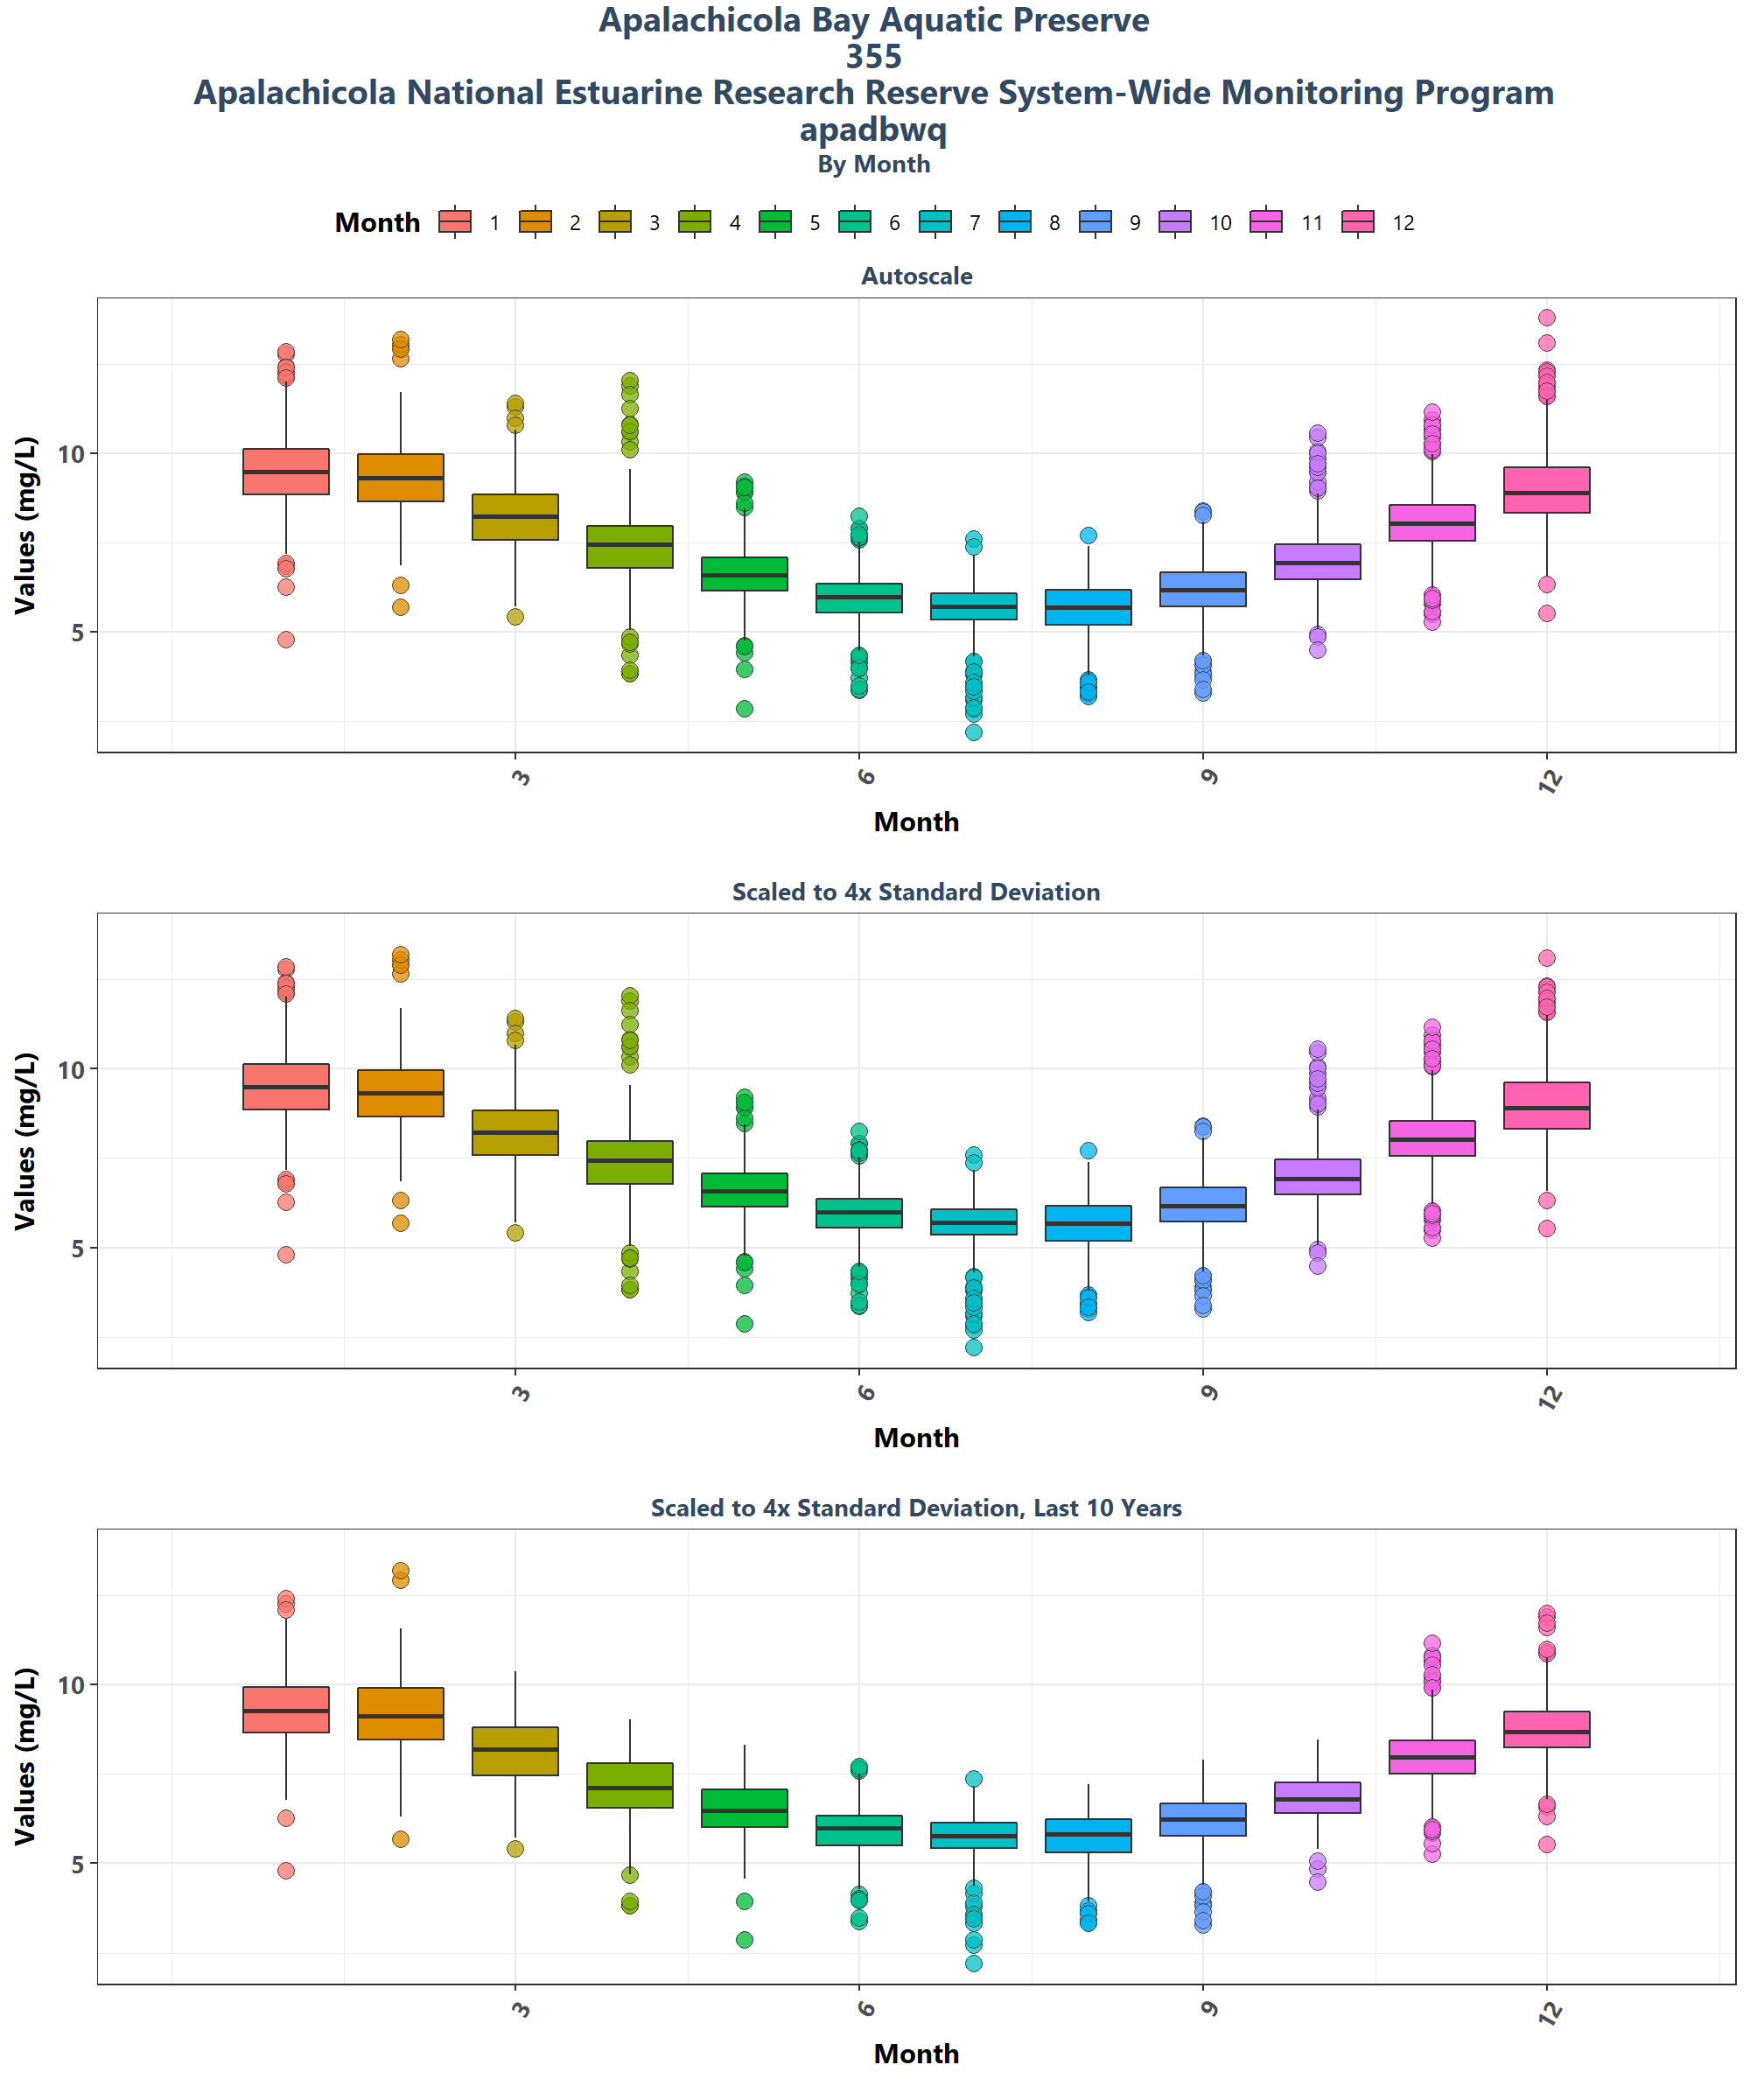 Apalachicola Bay Aquatic Preserve
355
Apalachicola National Estuarine Research Reserve System-Wide Monitoring Program
apadbwq
By Month
Month 1 2 3 4 5 6 7 8 9 10 11 12
Autoscale
Values (mg/L)
10
5
3 6 9 12
Month
Scaled to 4x Standard Deviation
Values (mg/L)
10
5
3 6 9 12
Month
Scaled to 4x Standard Deviation, Last 10 Years
Values (mg/L)
10
5
3 6 9 12
Month